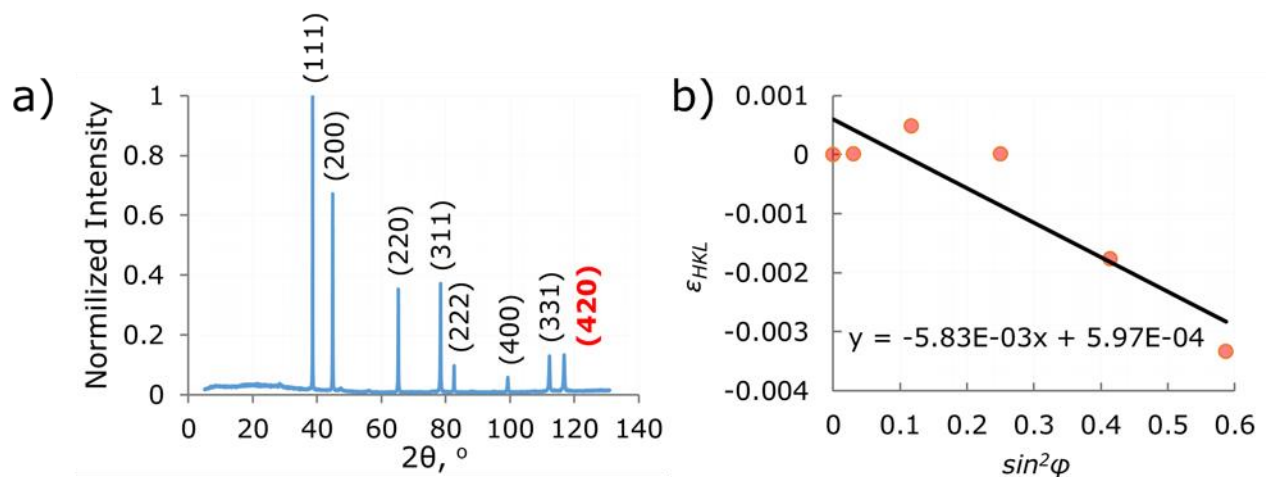 a)
Normilized Intensity
1
0.8
0.6
0.4
0.2
0
(111)
(200)
(220)
(311)
(222)
(400)
(331)
(420)
0 20 40 60 80 100 120 140
2θ, °
b)
0.001
0
-0.001
-0.002
-0.003
-0.004
εHKL
y = -5.83E-03x + 5.97E-04
0 0.1 0.2 0.3 0.4 0.5 0.6
sin²φ